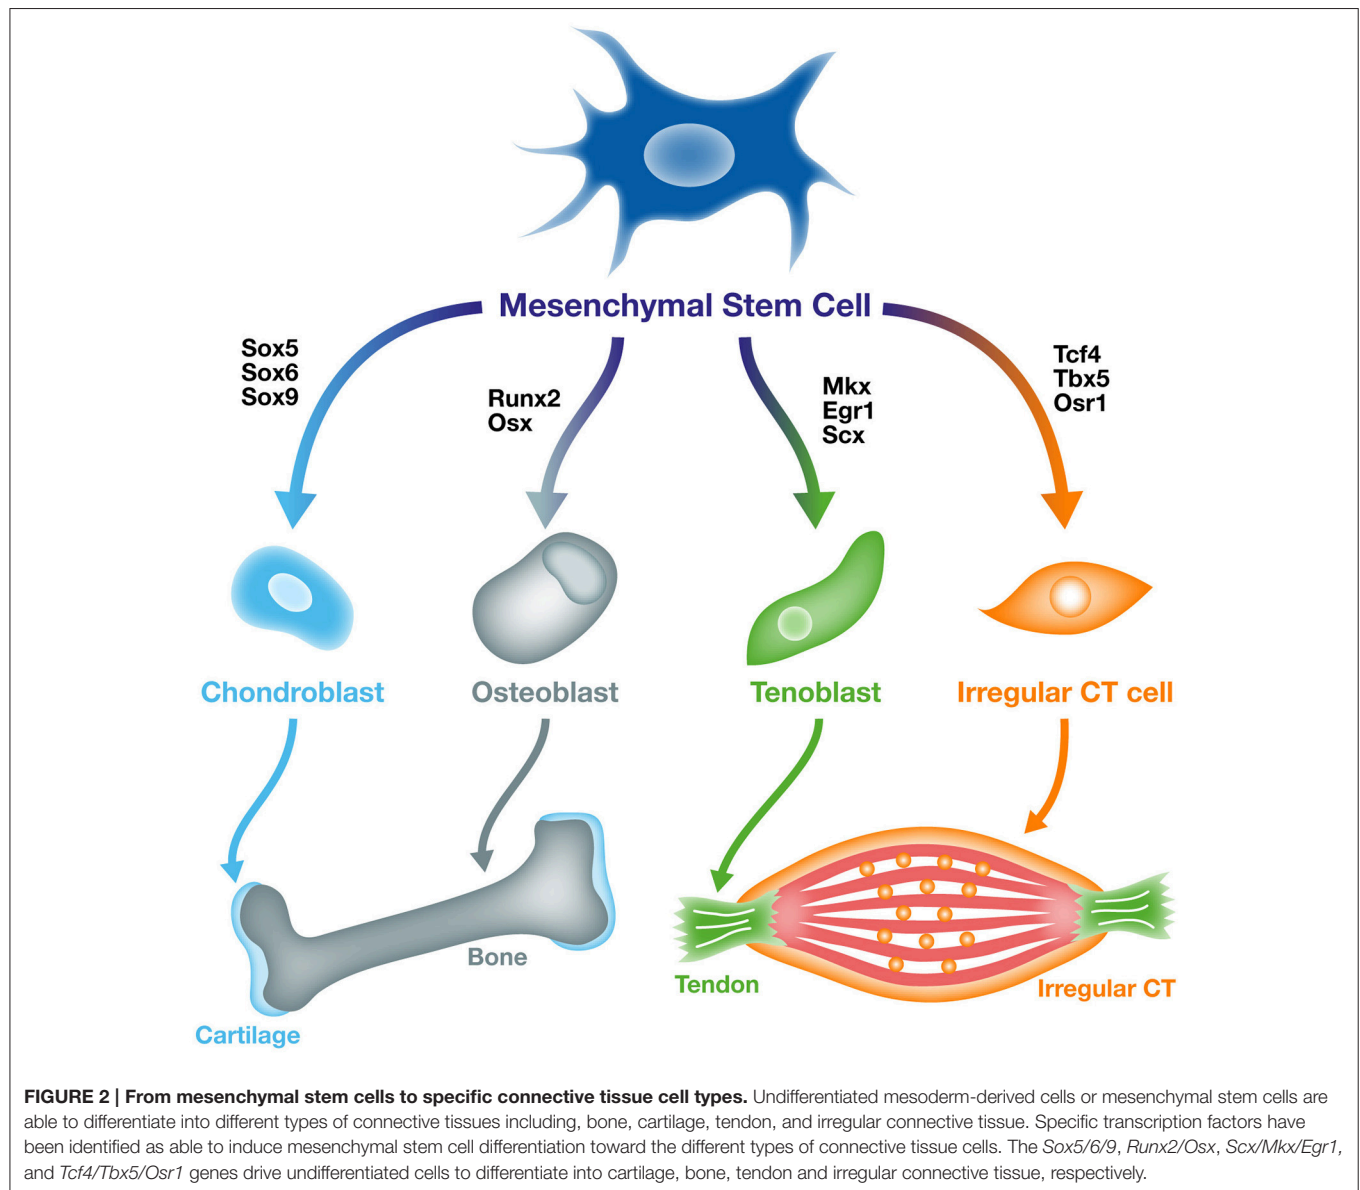 Mesenchymal Stem Cell
Sox5
Sox6
Sox9
Runx2
Osx
Mkx
Egr1
Scx
Tcf4
Tbx5
Osr1
Chondroblast
Osteoblast
Tenoblast
Irregular CT cell
Bone
Cartilage
Tendon
Irregular CT
FIGURE 2 | From mesenchymal stem cells to specific connective tissue cell types. Undifferentiated mesoderm-derived cells or mesenchymal stem cells are
able to differentiate into different types of connective tissues including, bone, cartilage, tendon, and irregular connective tissue. Specific transcription factors have
been identified as able to induce mesenchymal stem cell differentiation toward the different types of connective tissue cells. The Sox5/6/9, Runx2/Osx, Scx/Mkx/Egr1,
and Tcf4/Tbx5/Osr1 genes drive undifferentiated cells to differentiate into cartilage, bone, tendon and irregular connective tissue, respectively.